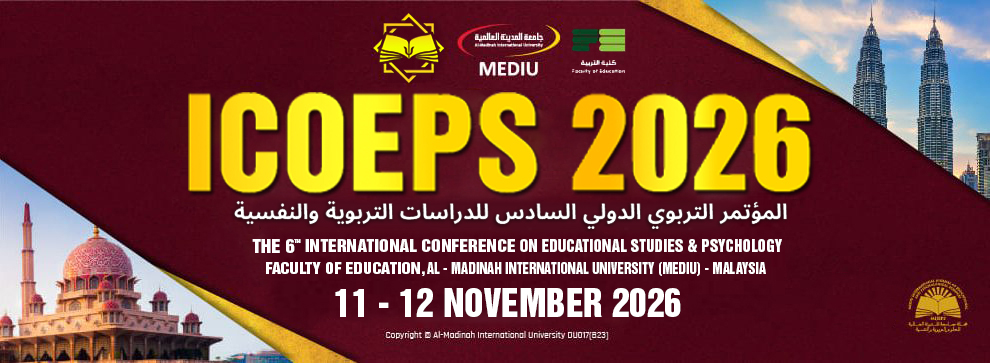 جامعة المدينة العالمية
Al-Madinah International University
MEDIU
كلية التربية
Faculty of Education
ICOEPS 2026
المؤتمر التربوي الدولي السادس للدراسات التربوية والنفسية
THE 6TH INTERNATIONAL CONFERENCE ON EDUCATIONAL STUDIES & PSYCHOLOGY
FACULTY OF EDUCATION, AL - MADINAH INTERNATIONAL UNIVERSITY (MEDIU) - MALAYSIA
11 - 12 NOVEMBER 2026
Copyright © Al-Madinah International University DU017(B23)